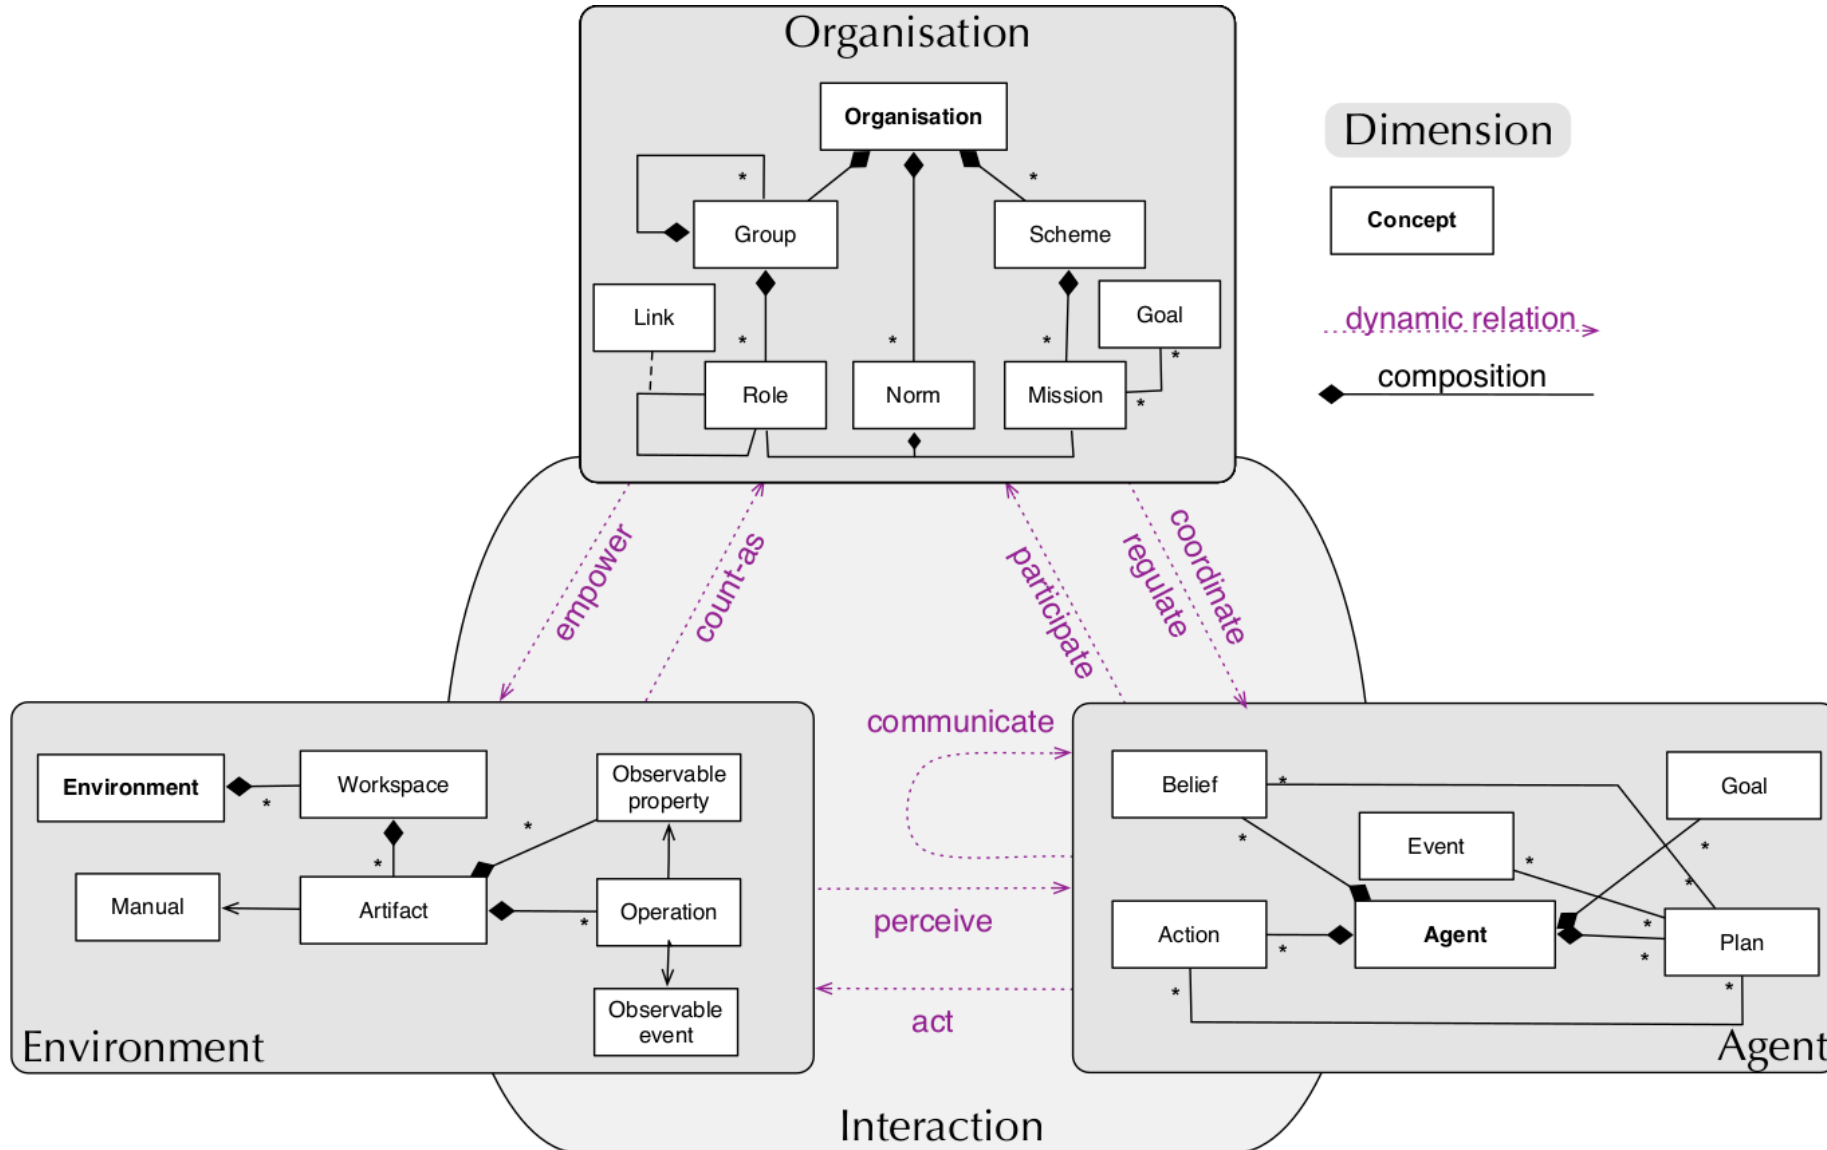 Organisation
Organisation
Dimension
*
*
Concept
Group
Scheme
Link
Goal
dynamic relation
*
*
*
*
composition
Role
Norm
Mission
*
empower
count-as
participate
regulate
coordinate
communicate
Environment
*
Workspace
Observable
property
*
*
Manual
Artifact
*
Operation
Observable
event
Environment
perceive
act
Belief
*
Goal
*
Event
*
*
*
Action
*
Agent
*
*
Plan
*
*
Agent
Interaction